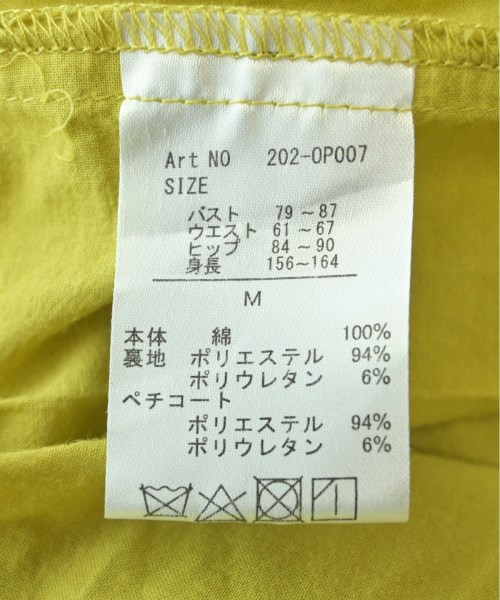 Art NO 202-OP007
SIZE
バスト 79～87
ウエスト 61～67
ヒップ 84～90
身長 156～164
M
本体 綿 100%
裏地 ポリエステル 94%
ポリウレタン 6%
ペチコート
ポリエステル 94%
ポリウレタン 6%